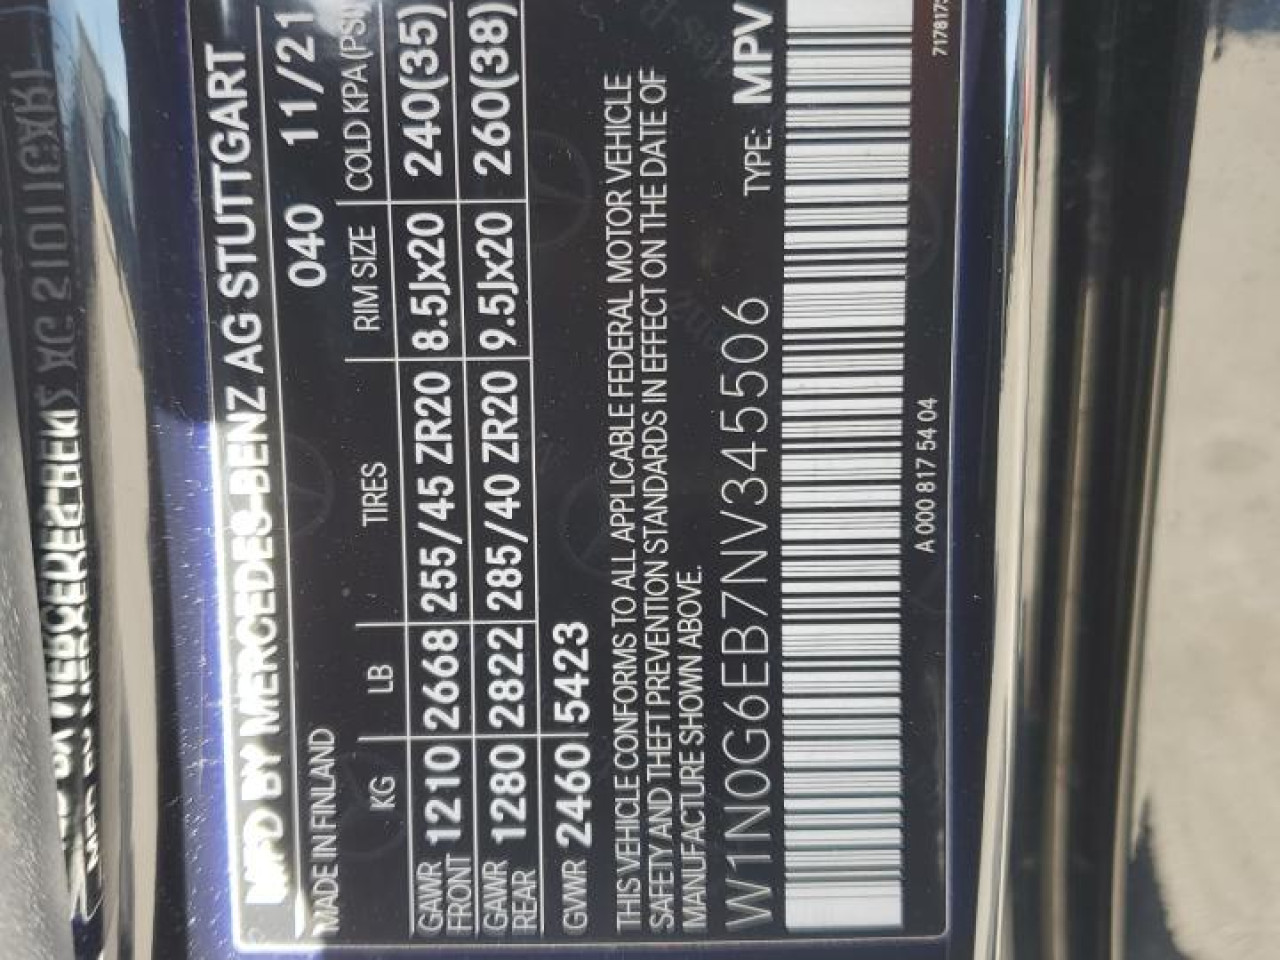 MFD BY MERCEDES-BENZ AG STUTTGART
MADE IN FINLAND 040 11/21
KG LB TIRES RIM SIZE COLD KPA(PSI)
GAWR FRONT 1210 2668 255/45 ZR20 8.5Jx20 240(35)
GAWR REAR 1280 2822 285/40 ZR20 9.5Jx20 260(38)
GVWR 2460 5423
THIS VEHICLE CONFORMS TO ALL APPLICABLE FEDERAL MOTOR VEHICLE
SAFETY AND THEFT PREVENTION STANDARDS IN EFFECT ON THE DATE OF
MANUFACTURE SHOWN ABOVE.
W1N0G6EB7NV345506 TYPE: MPV
A 000 817 54 04